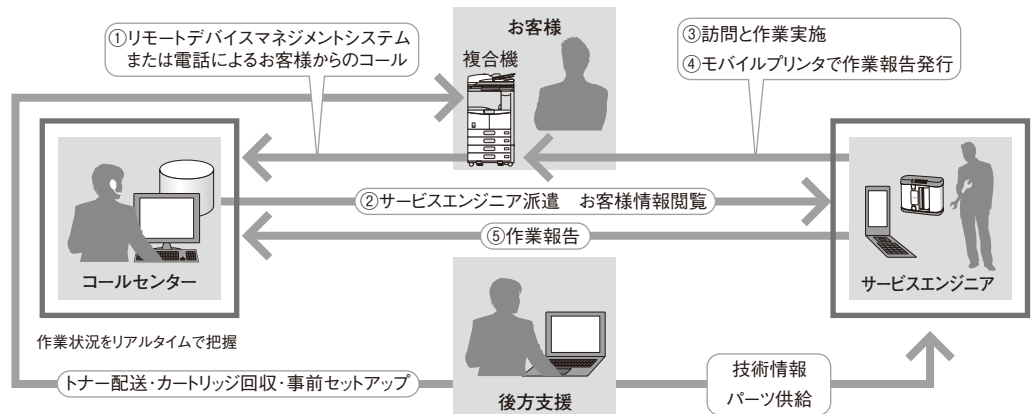 ①リモートデバイスマネジメントシステム
または電話によるお客様からのコール
お客様
複合機
③訪問と作業実施
④モバイルプリンタで作業報告発行
②サービスエンジニア派遣　お客様情報閲覧
⑤作業報告
コールセンター
サービスエンジニア
作業状況をリアルタイムで把握
トナー配送・カートリッジ回収・事前セットアップ
後方支援
技術情報
パーツ供給